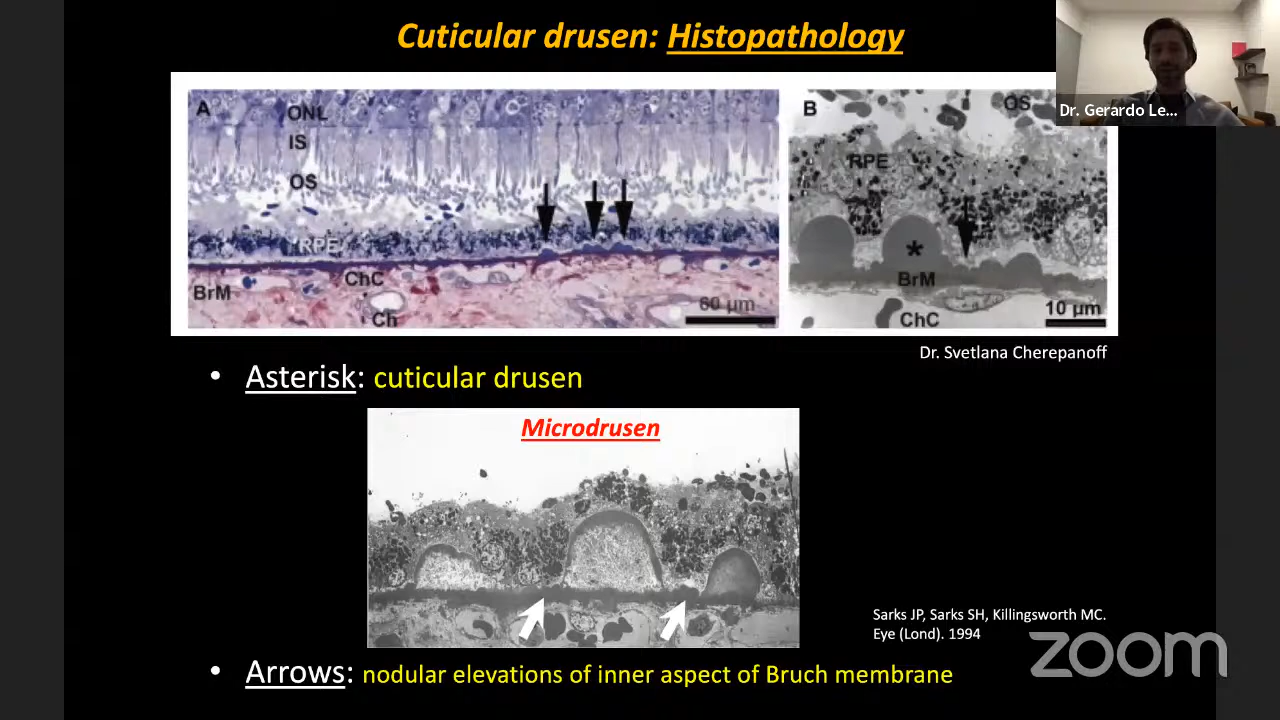 Cuticular drusen: Histopathology
A
ONL
IS
OS
RPE
ChC
BrM
Ch
60 µm
B
OS
RPE
*
BrM
ChC
10 µm
Dr. Gerardo Le...
Dr. Svetlana Cherepanoff
• Asterisk: cuticular drusen
Microdrusen
Sarks JP, Sarks SH, Killingsworth MC.
Eye (Lond). 1994
zoom
• Arrows: nodular elevations of inner aspect of Bruch membrane